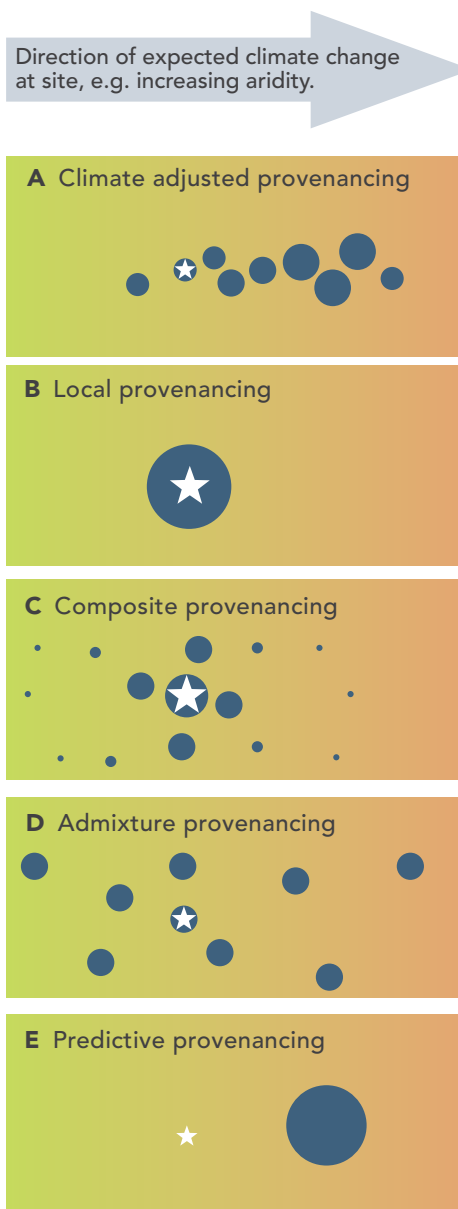 Direction of expected climate change
at site, e.g. increasing aridity.
A Climate adjusted provenancing
B Local provenancing
C Composite provenancing
D Admixture provenancing
E Predictive provenancing